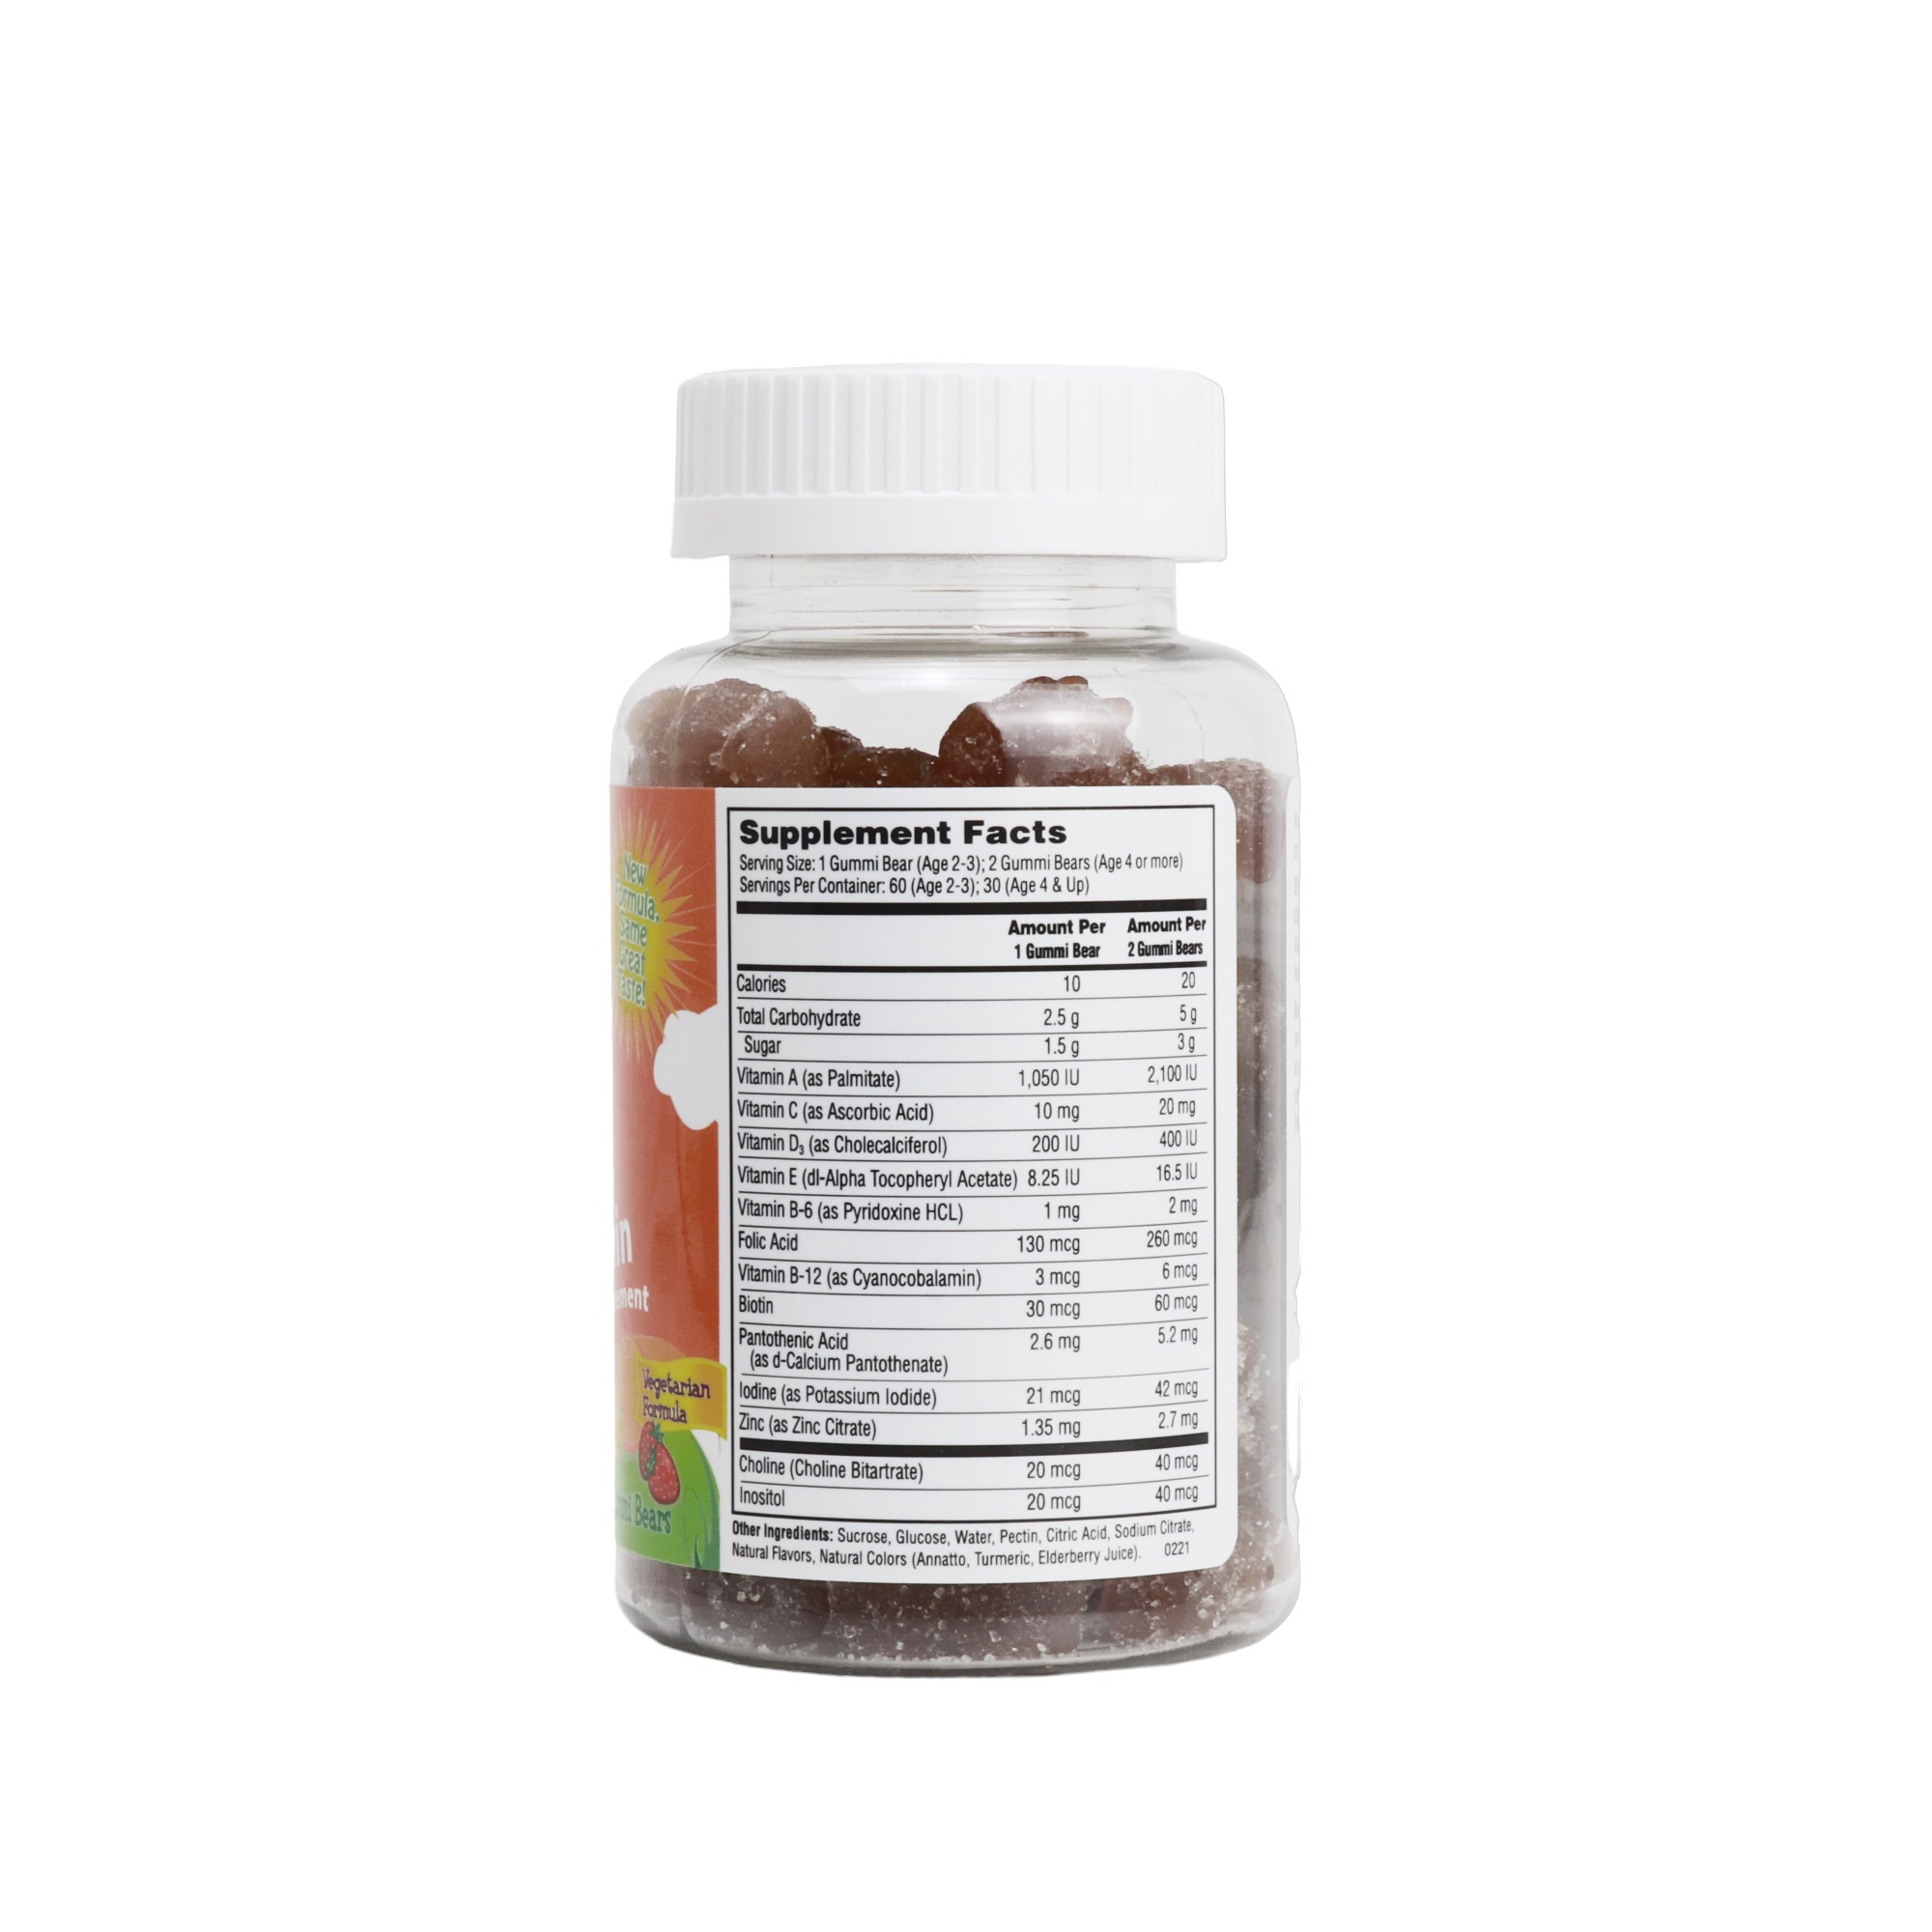 New
Formula,
Same
Great
Taste!
ement
Vegetarian
Formula
Bears
Supplement Facts
Serving Size: 1 Gummi Bear (Age 2-3); 2 Gummi Bears (Age 4 or more)
Servings Per Container: 60 (Age 2-3); 30 (Age 4 & Up)
Amount Per Amount Per
1 Gummi Bear 2 Gummi Bears
Calories 10 20
Total Carbohydrate 2.5 g 5 g
Sugar 1.5 g 3 g
Vitamin A (as Palmitate) 1,050 IU 2,100 IU
Vitamin C (as Ascorbic Acid) 10 mg 20 mg
Vitamin D₃ (as Cholecalciferol) 200 IU 400 IU
Vitamin E (dl-Alpha Tocopheryl Acetate) 8.25 IU 16.5 IU
Vitamin B-6 (as Pyridoxine HCL) 1 mg 2 mg
Folic Acid 130 mcg 260 mcg
Vitamin B-12 (as Cyanocobalamin) 3 mcg 6 mcg
Biotin 30 mcg 60 mcg
Pantothenic Acid 2.6 mg 5.2 mg
(as d-Calcium Pantothenate)
Iodine (as Potassium Iodide) 21 mcg 42 mcg
Zinc (as Zinc Citrate) 1.35 mg 2.7 mg
Choline (Choline Bitartrate) 20 mcg 40 mcg
Inositol 20 mcg 40 mcg
Other Ingredients: Sucrose, Glucose, Water, Pectin, Citric Acid, Sodium Citrate,
Natural Flavors, Natural Colors (Annatto, Turmeric, Elderberry Juice). 0221